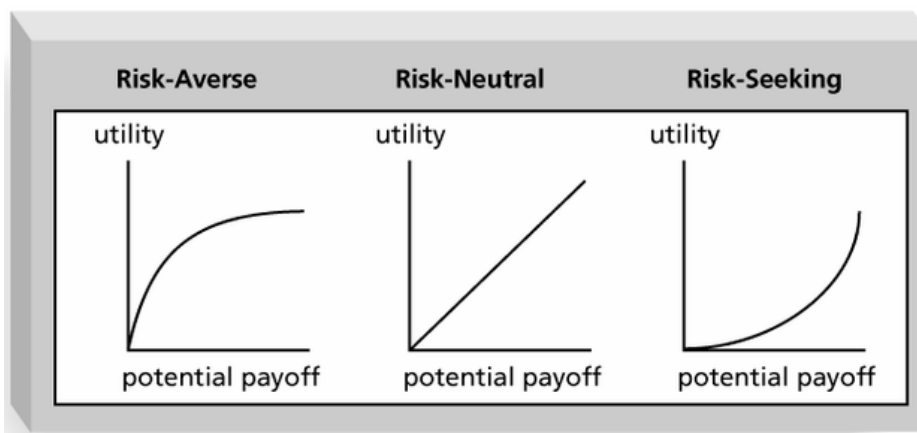 Risk-Averse Risk-Neutral Risk-Seeking
utility utility utility
potential payoff potential payoff potential payoff